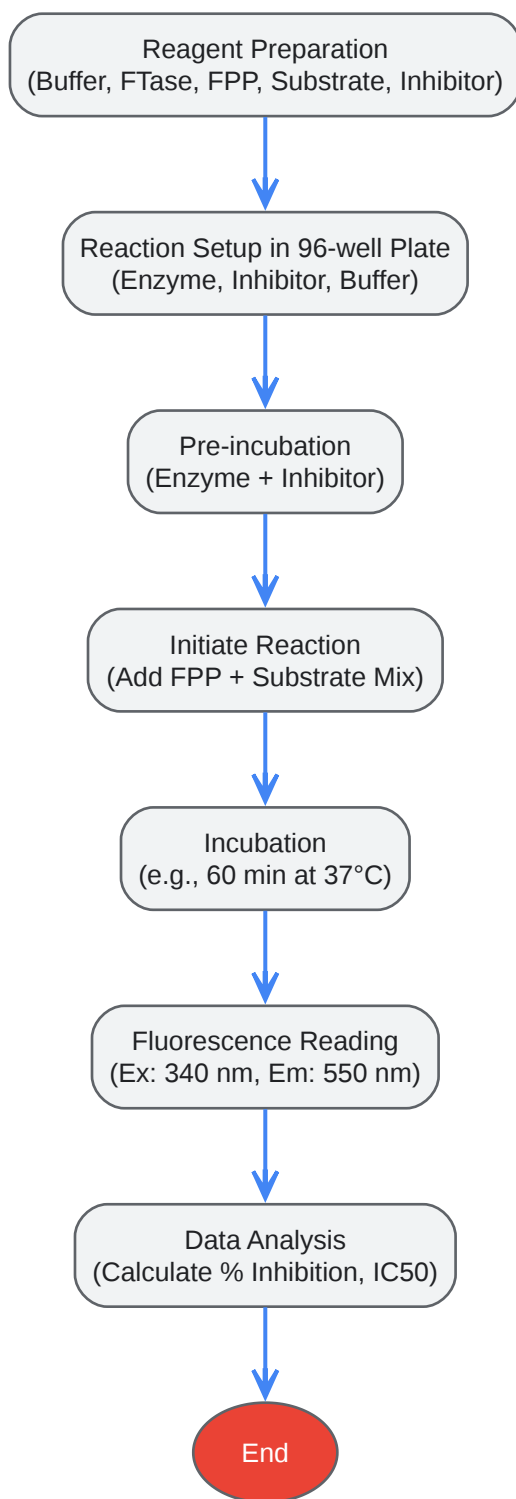 Reagent Preparation
(Buffer, FTase, FPP, Substrate, Inhibitor)
Reaction Setup in 96-well Plate
(Enzyme, Inhibitor, Buffer)
Pre-incubation
(Enzyme + Inhibitor)
Initiate Reaction
(Add FPP + Substrate Mix)
Incubation
(e.g., 60 min at 37°C)
Fluorescence Reading
(Ex: 340 nm, Em: 550 nm)
Data Analysis
(Calculate % Inhibition, IC50)
End